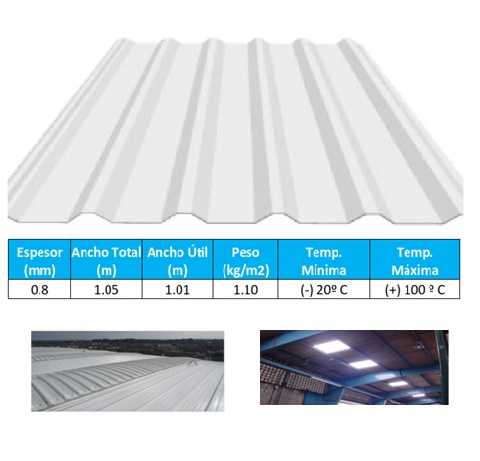 Espesor Ancho Total Ancho Útil Peso Temp. Temp.
(mm) (m) (m) (kg/m2) Mínima Máxima
0.8 1.05 1.01 1.10 (-) 20º C (+) 100 º C